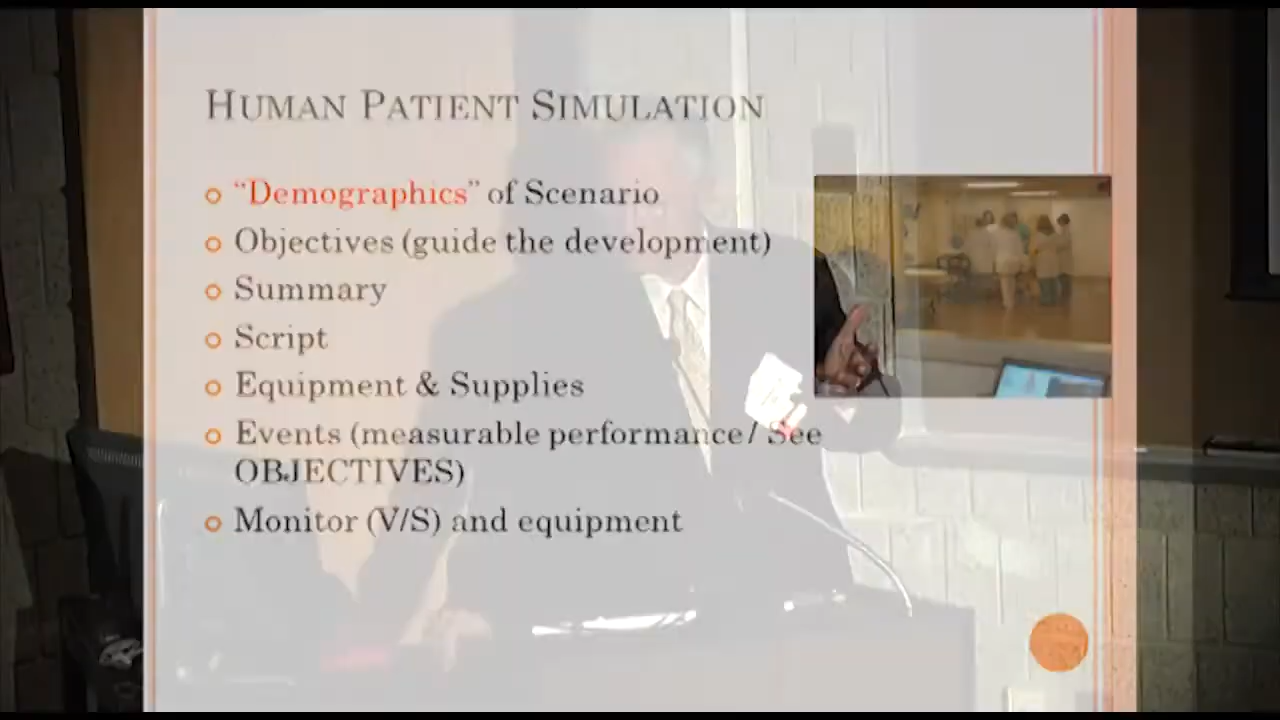 HUMAN PATIENT SIMULATION
"Demographics" of Scenario
Objectives (guide the development)
Summary
Script
Equipment & Supplies
Events (measurable performance/ See
OBJECTIVES)
Monitor (V/S) and equipment